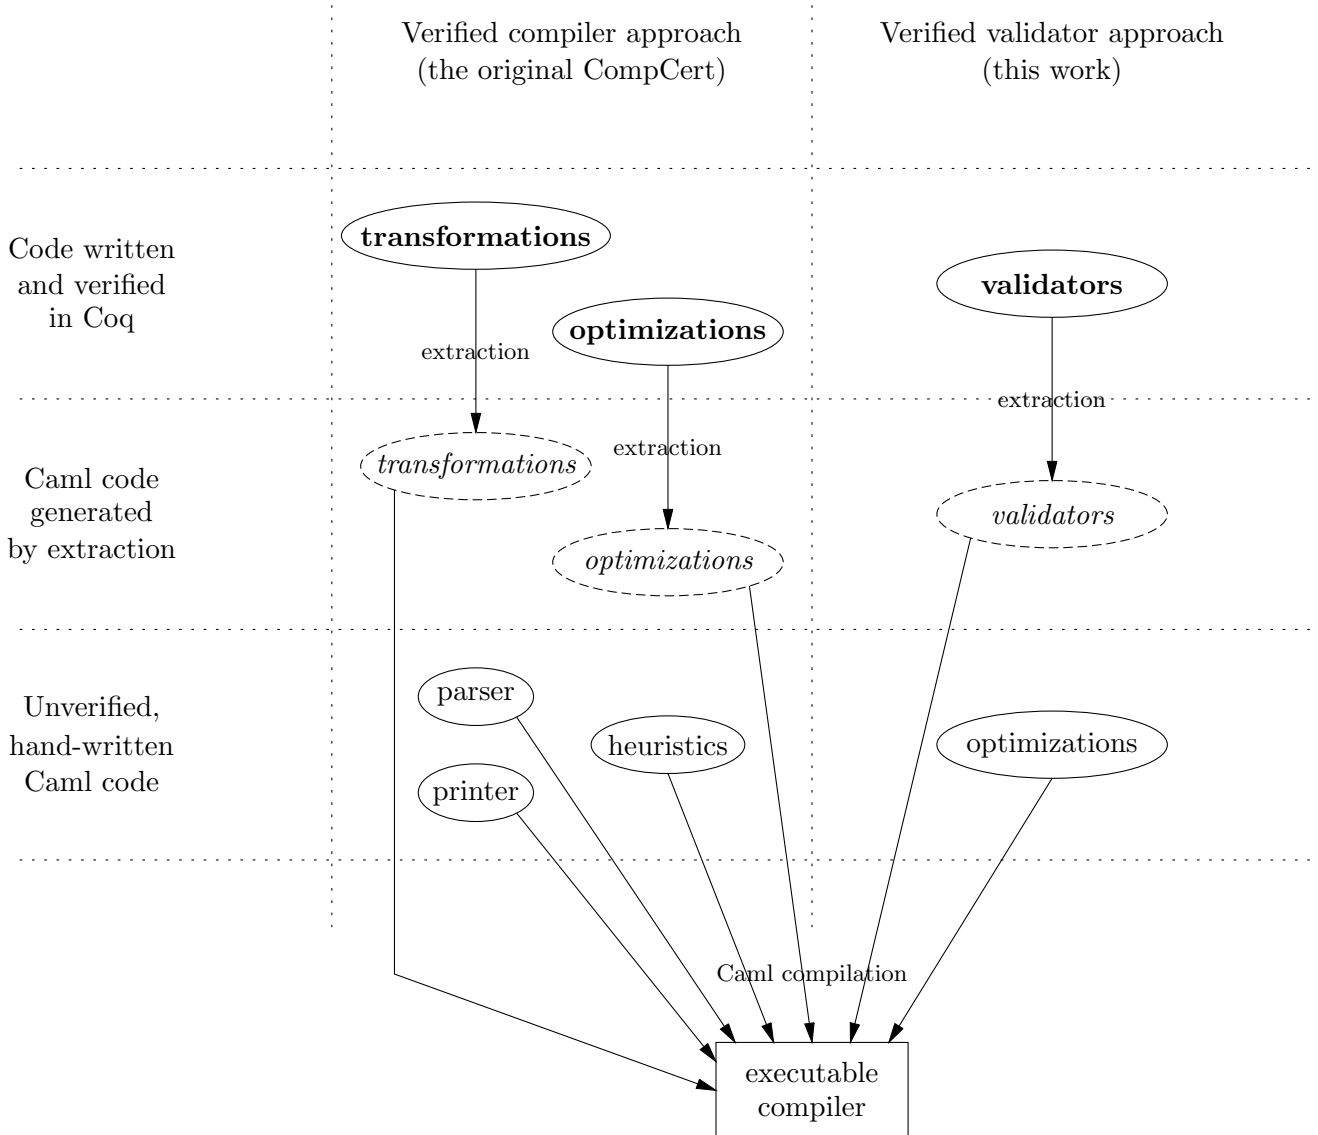 Verified compiler approach
(the original CompCert)
Verified validator approach
(this work)
Code written
and verified
in Coq
transformations
optimizations
validators
extraction
extraction
extraction
Caml code
generated
by extraction
transformations
optimizations
validators
Unverified,
hand-written
Caml code
parser
printer
heuristics
optimizations
Caml compilation
executable
compiler